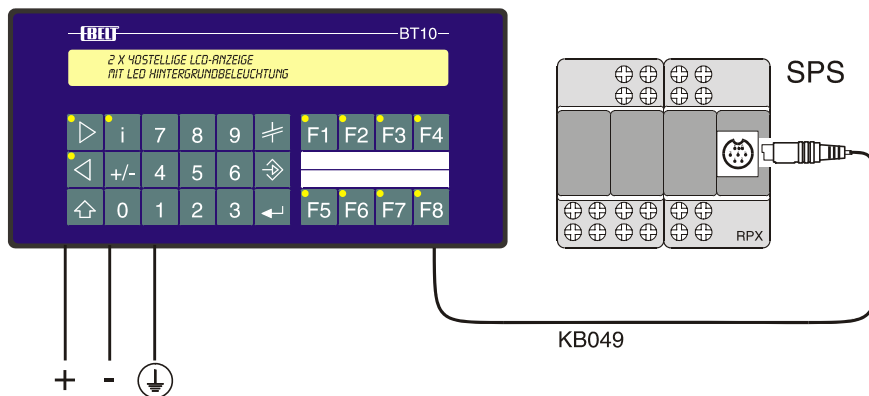 EBELT
BT10
2 X 40STELLIGE LCD-ANZEIGE
MIT LED HINTERGRUNDBELEUCHTUNG
i 7 8 9 F1 F2 F3 F4
+/- 4 5 6
0 1 2 3 F5 F6 F7 F8
SPS
RPX
KB049
+ -